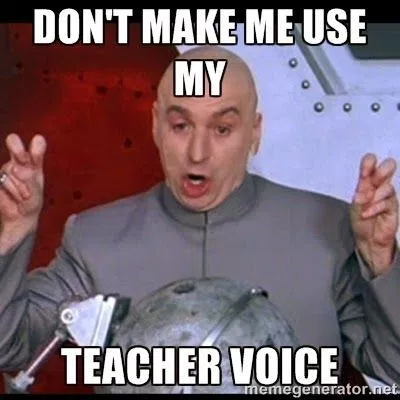 DON'T MAKE ME USE
MY
TEACHER VOICE
memegenerator.net